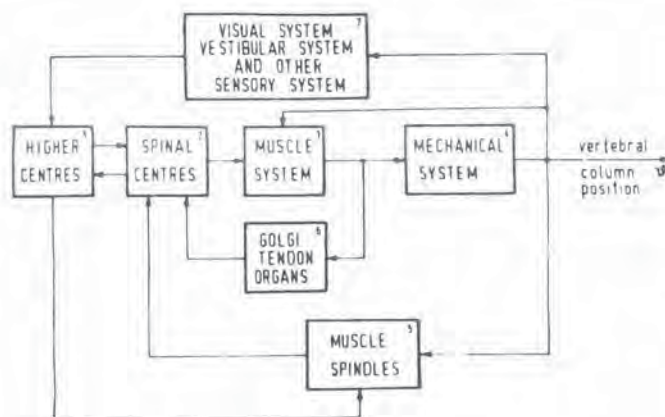 7
VISUAL SYSTEM
VESTIBULAR SYSTEM
AND OTHER
SENSORY SYSTEM
1
HIGHER
CENTRES
2
SPINAL
CENTRES
3
MUSCLE
SYSTEM
4
MECHANICAL
SYSTEM
vertebral
column
position
6
GOLGI
TENDON
ORGANS
5
MUSCLE
SPINDLES